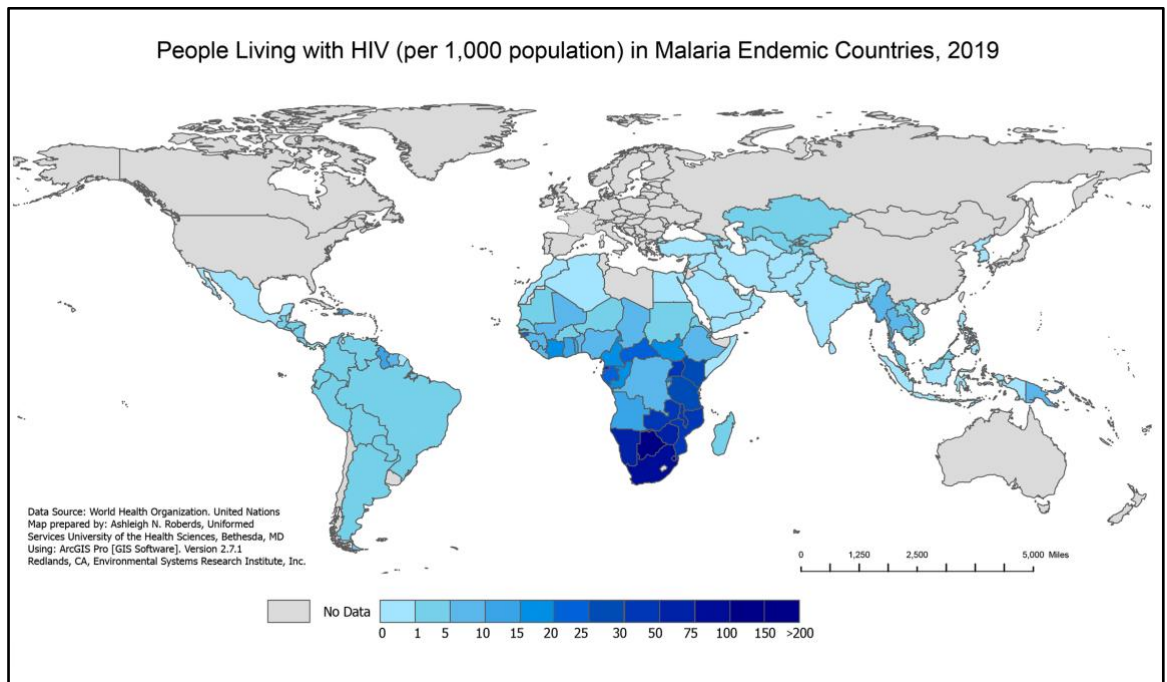 People Living with HIV (per 1,000 population) in Malaria Endemic Countries, 2019
Data Source: World Health Organization. United Nations
Map prepared by: Ashleigh N. Roberds, Uniformed
Services University of the Health Sciences, Bethesda, MD
Using: ArcGIS Pro [GIS Software]. Version 2.7.1
Redlands, CA, Environmental Systems Research Institute, Inc.
0 1,250 2,500 5,000 Miles
No Data
0 1 5 10 15 20 25 30 50 75 100 150 >200